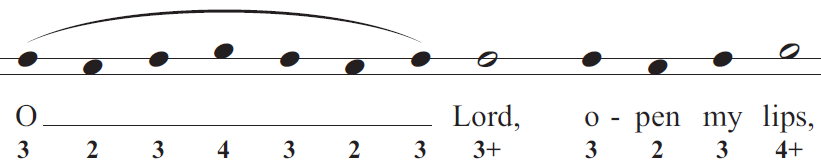 O Lord, o - pen my lips,
3 2 3 4 3 2 3 3+ 3 2 3 4+